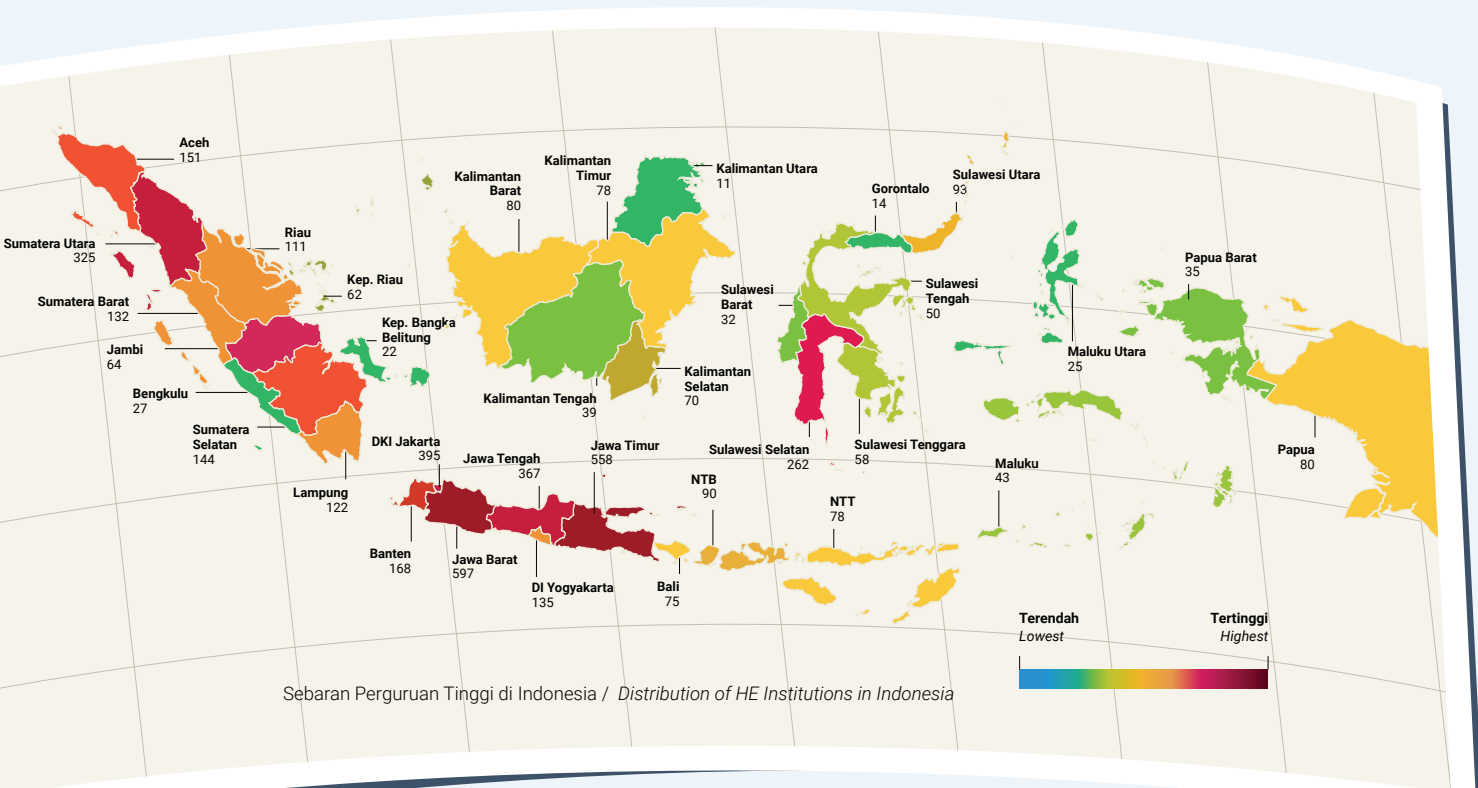 Aceh
151
Sumatera Utara
325
Riau
111
Kep. Riau
62
Sumatera Barat
132
Kep. Bangka
Belitung
22
Jambi
64
Bengkulu
27
Sumatera
Selatan
144
Lampung
122
Kalimantan
Barat
80
Kalimantan
Timur
78
Kalimantan Utara
11
Kalimantan Tengah
39
Kalimantan
Selatan
70
Gorontalo
14
Sulawesi Utara
93
Sulawesi
Barat
32
Sulawesi
Tengah
50
Sulawesi Selatan
262
Sulawesi Tenggara
58
Maluku Utara
25
Papua Barat
35
Papua
80
Maluku
43
DKI Jakarta
395
Jawa Tengah
367
Jawa Timur
558
NTB
90
NTT
78
Banten
168
Jawa Barat
597
DI Yogyakarta
135
Bali
75
Terendah
Lowest
Tertinggi
Highest
Sebaran Perguruan Tinggi di Indonesia / Distribution of HE Institutions in Indonesia